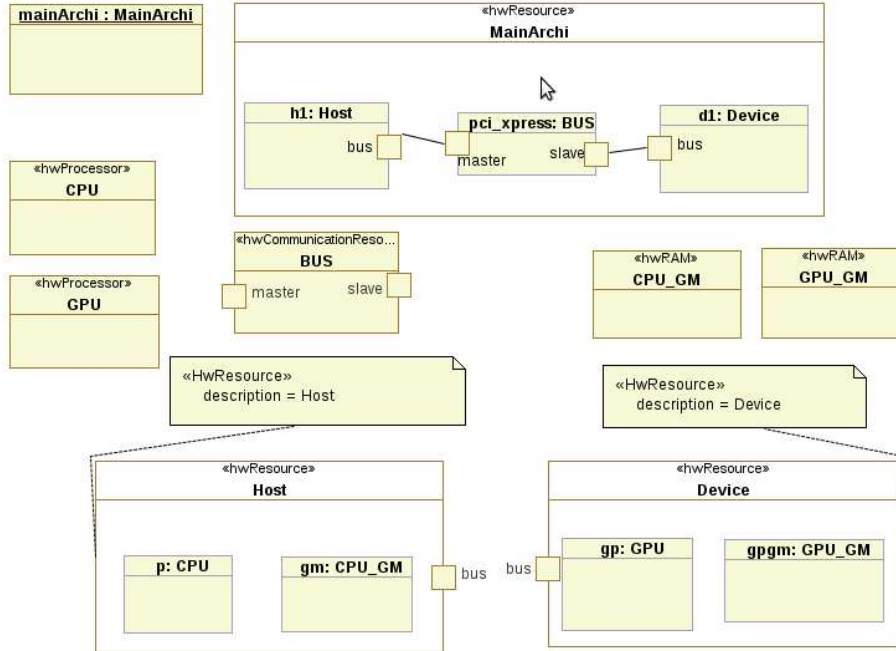 mainArchi : MainArchi
«hwResource»
MainArchi
h1: Host
bus
pci_xpress: BUS
master
slave
d1: Device
bus
«hwProcessor»
CPU
«hwProcessor»
GPU
«hwCommunicationReso...
BUS
master
slave
«hwRAM»
CPU_GM
«hwRAM»
GPU_GM
«HwResource»
description = Host
«HwResource»
description = Device
«hwResource»
Host
p: CPU
gm: CPU_GM
bus
«hwResource»
Device
bus
gp: GPU
gpgm: GPU_GM